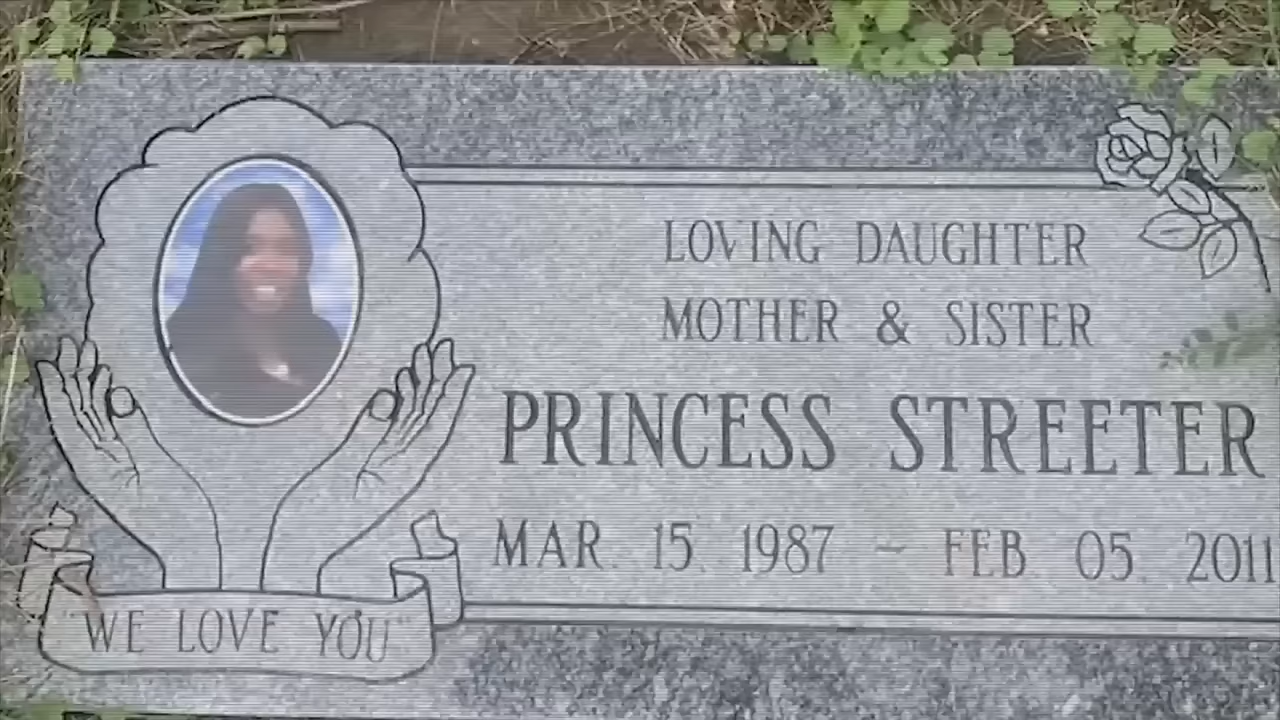 LOVING DAUGHTER
MOTHER & SISTER
PRINCESS STREETER
MAR. 15, 1987 - FEB. 05, 2011
"WE LOVE YOU"